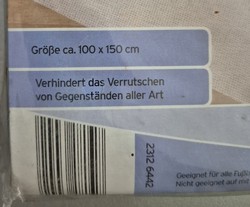 Größe ca. 100 x 150 cm
Verhindert das Verrutschen
von Gegenständen aller Art
2312 6442
Geeignet für alle
Nicht geeignet auf